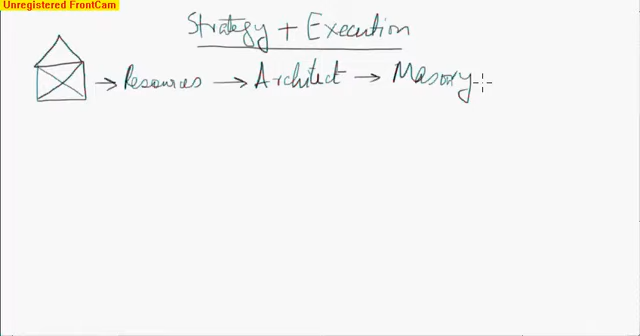 Unregistered FrontCam
Strategy + Execution
→ Resources → Architect → Masonry